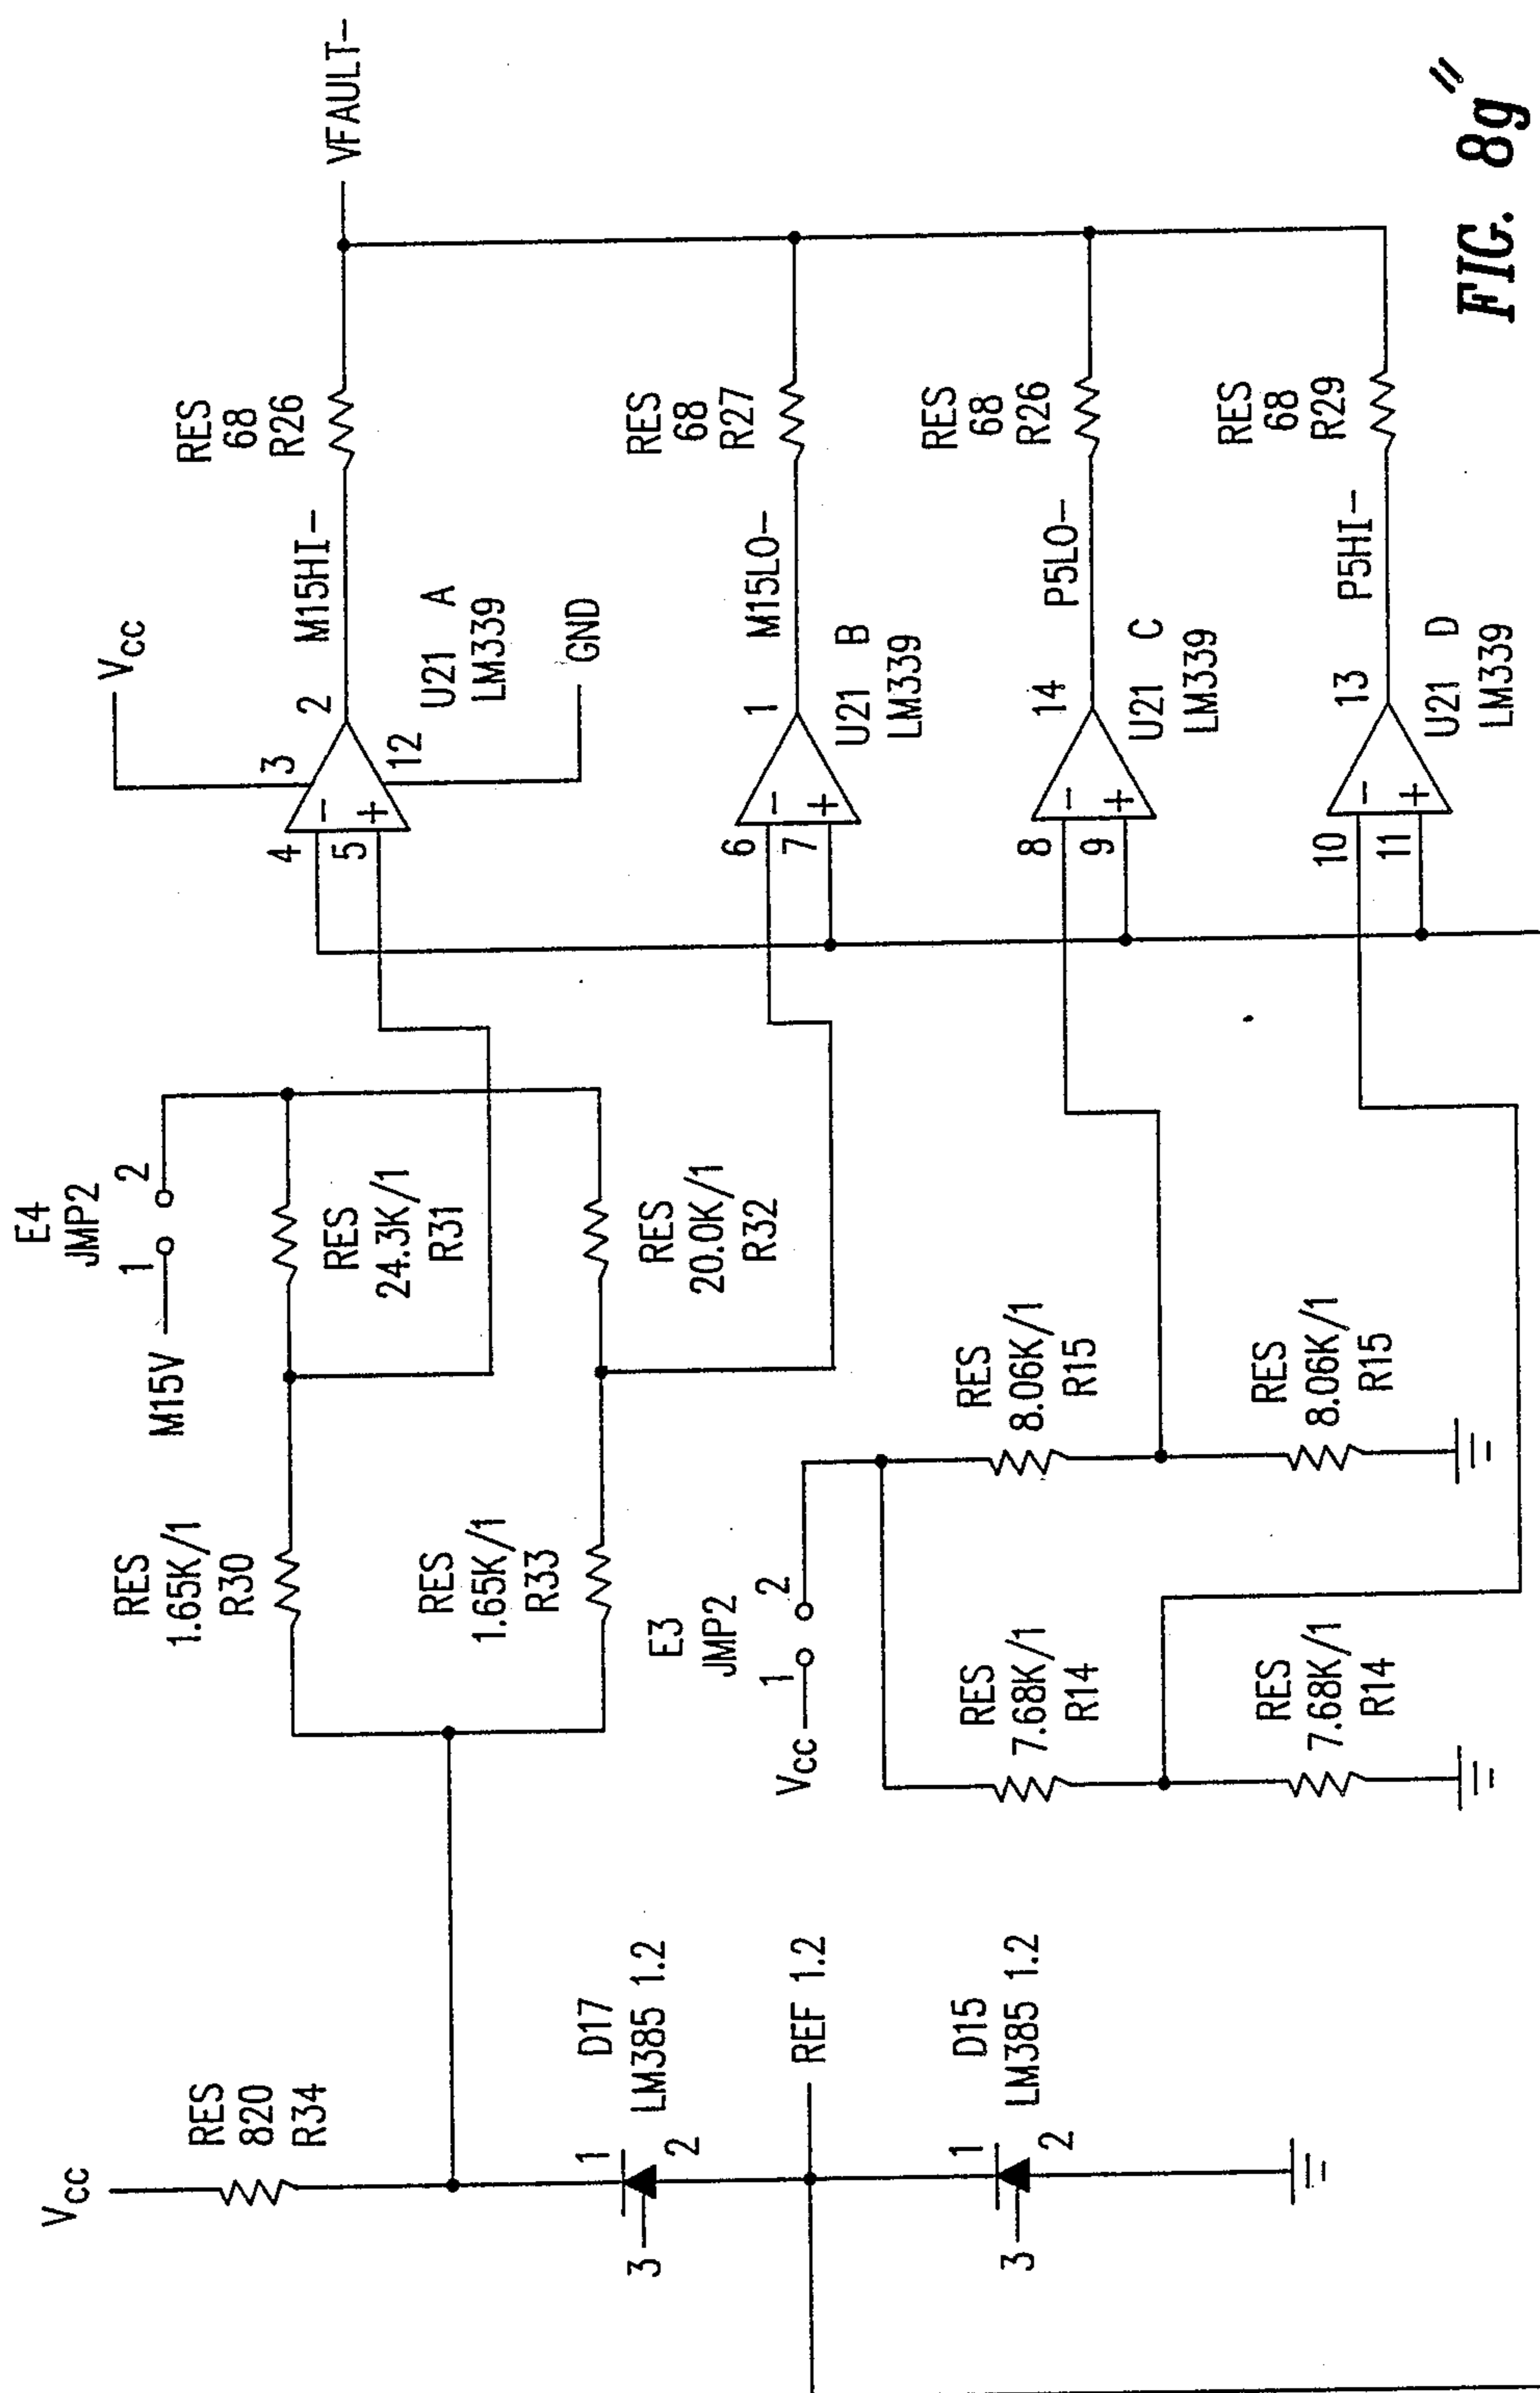 VCC
RES
820
R34
3
1
2
D17
LM385 1.2
REF 1.2
3
1
2
D15
LM385 1.2
RES
1.65K/1
R30
RES
1.65K/1
R33
E4
JMP2
M15V
1
2
RES
24.3K/1
R31
RES
20.0K/1
R32
E3
JMP2
VCC
1
2
RES
7.68K/1
R14
RES
8.06K/1
R15
RES
7.68K/1
R14
RES
8.06K/1
R15
VCC
3
4
−
5
+
12
2
M15HI−
U21 A
LM339
GND
RES
68
R26
VFAULT−
6
−
7
+
1
M15LO−
U21 B
LM339
RES
68
R27
8
−
9
+
14
P5LO−
U21 C
LM339
RES
68
R26
10
−
11
+
13
P5HI−
U21 D
LM339
RES
68
R29
FIG. 8g"